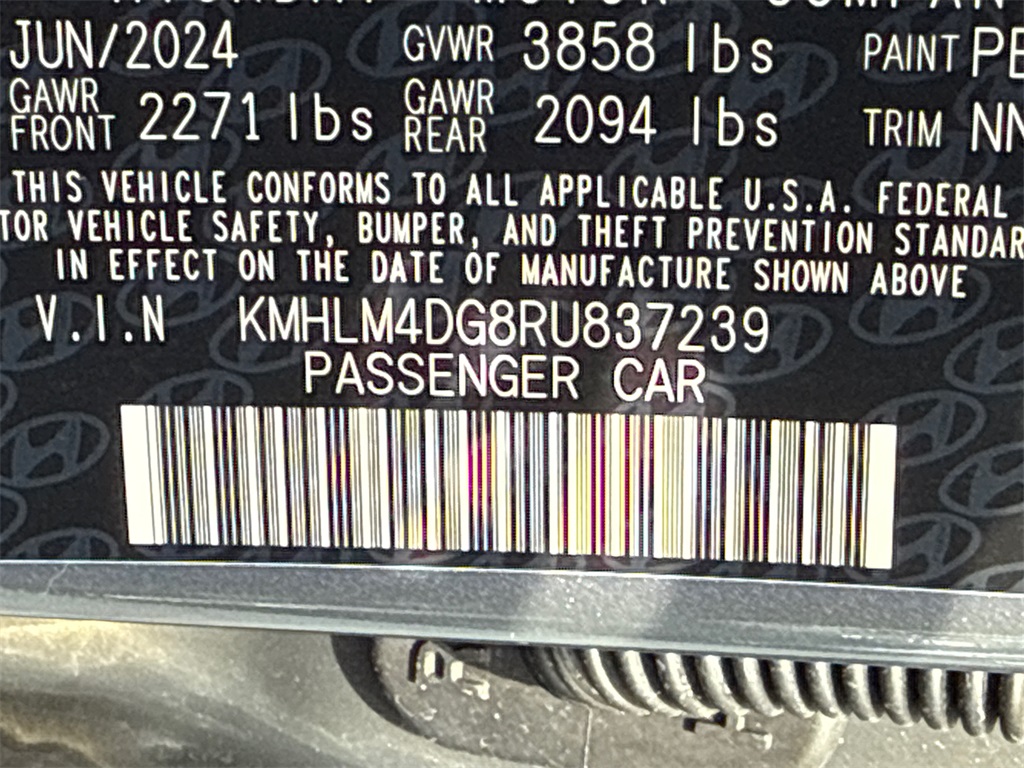 JUN/2024 GVWR 3858 lbs PAINT
GAWR FRONT 2271 lbs GAWR REAR 2094 lbs TRIM
THIS VEHICLE CONFORMS TO ALL APPLICABLE U.S.A. FEDERAL
TOR VEHICLE SAFETY, BUMPER, AND THEFT PREVENTION STANDAR
IN EFFECT ON THE DATE OF MANUFACTURE SHOWN ABOVE
V.I.N KMHLM4DG8RU837239
PASSENGER CAR